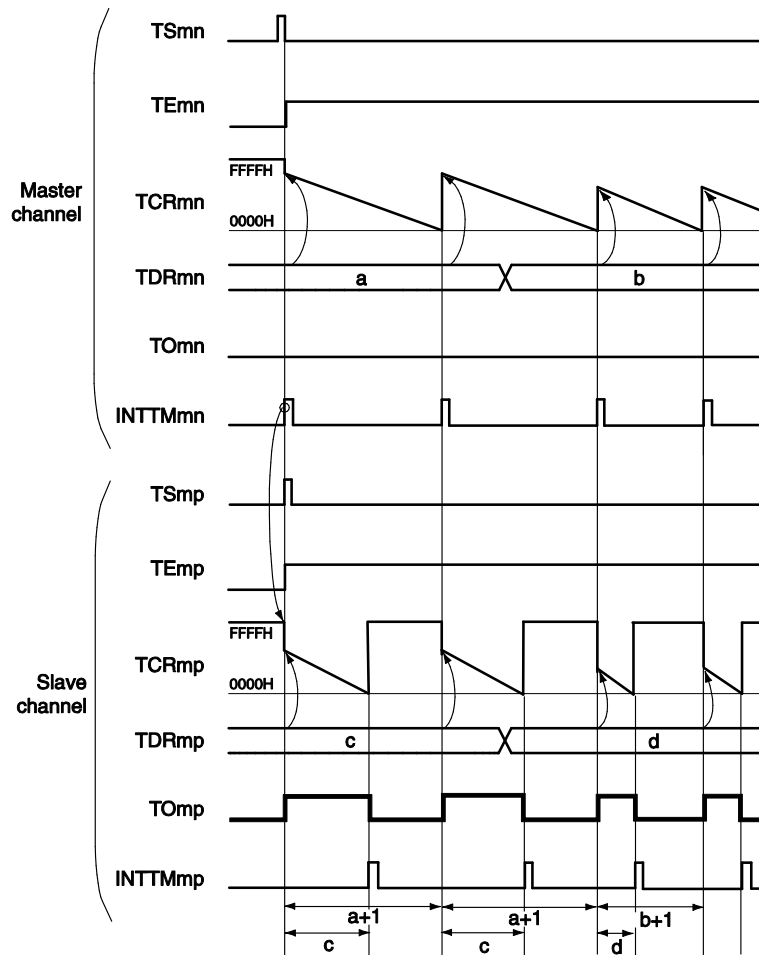 TSmn
TEmn
FFFFH
Master
channel
TCRmn
0000H
TDRmn
a
b
TOmn
INTTMmn
TSmp
TEmp
FFFFH
Slave
channel
TCRmp
0000H
TDRmp
c
d
TOmp
INTTMmp
a+1
a+1
b+1
c
c
d